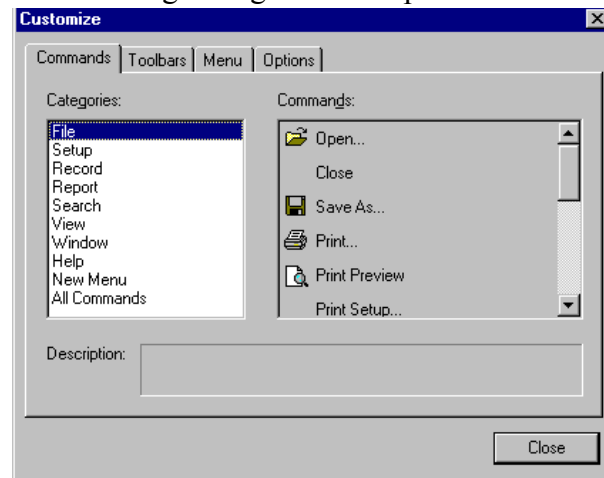 Customize
Commands Toolbars Menu Options
Categories:
File
Setup
Record
Report
Search
View
Window
Help
New Menu
All Commands
Commands:
Open...
Close
Save As...
Print...
Print Preview
Print Setup...
Description:
Close